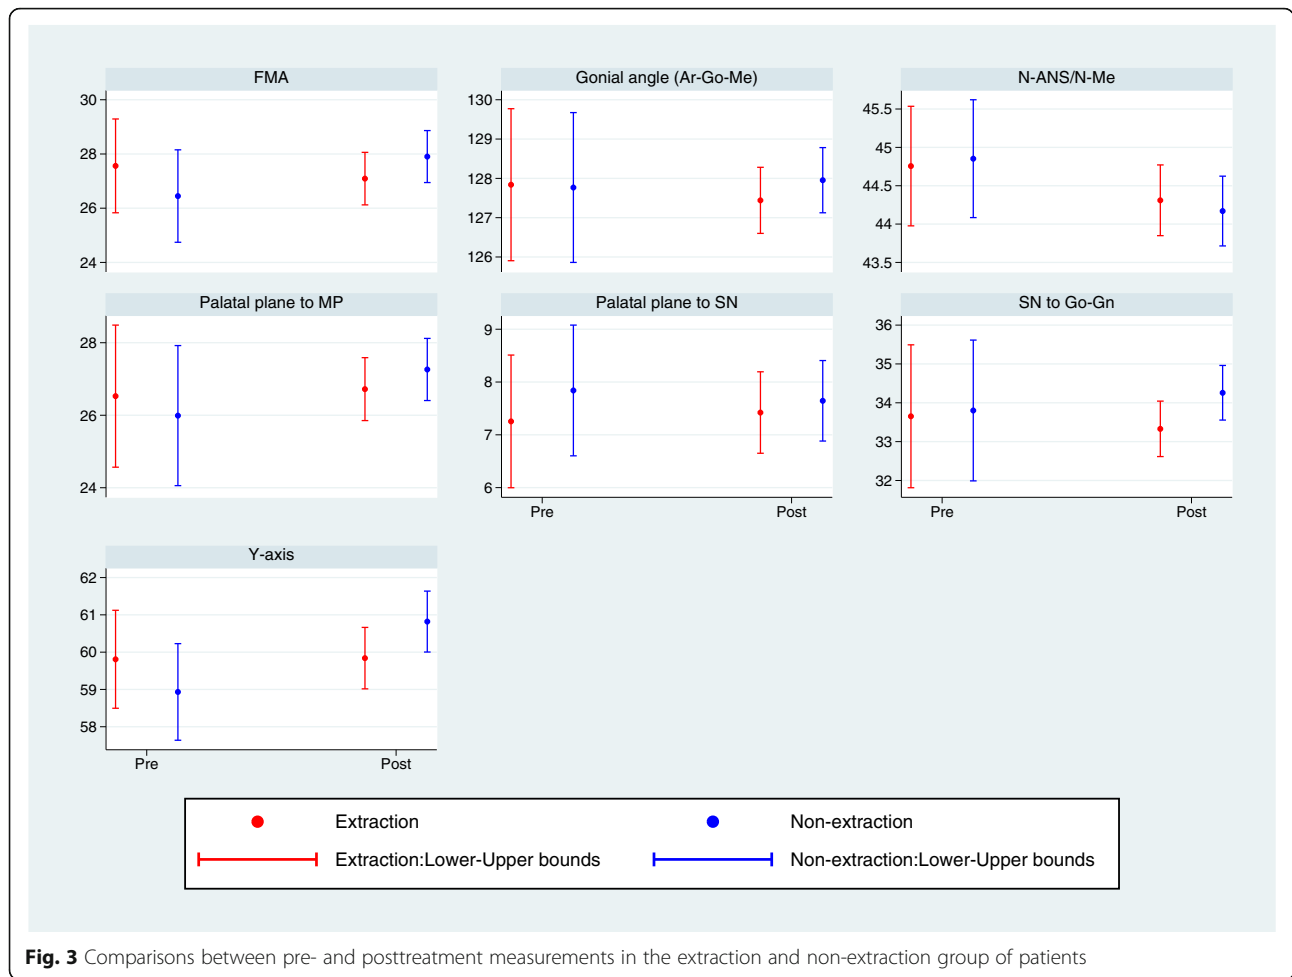 FMA
Gonial angle (Ar-Go-Me)
N-ANS/N-Me
30
28
26
24
130
129
128
127
126
45.5
45
44.5
44
43.5
Palatal plane to MP
Palatal plane to SN
SN to Go-Gn
28
26
24
9
8
7
6
36
35
34
33
32
Pre Post
Pre Post
Y-axis
62
61
60
59
58
Pre Post
Extraction Non-extraction
Extraction:Lower-Upper bounds Non-extraction:Lower-Upper bounds
Fig. 3 Comparisons between pre- and posttreatment measurements in the extraction and non-extraction group of patients